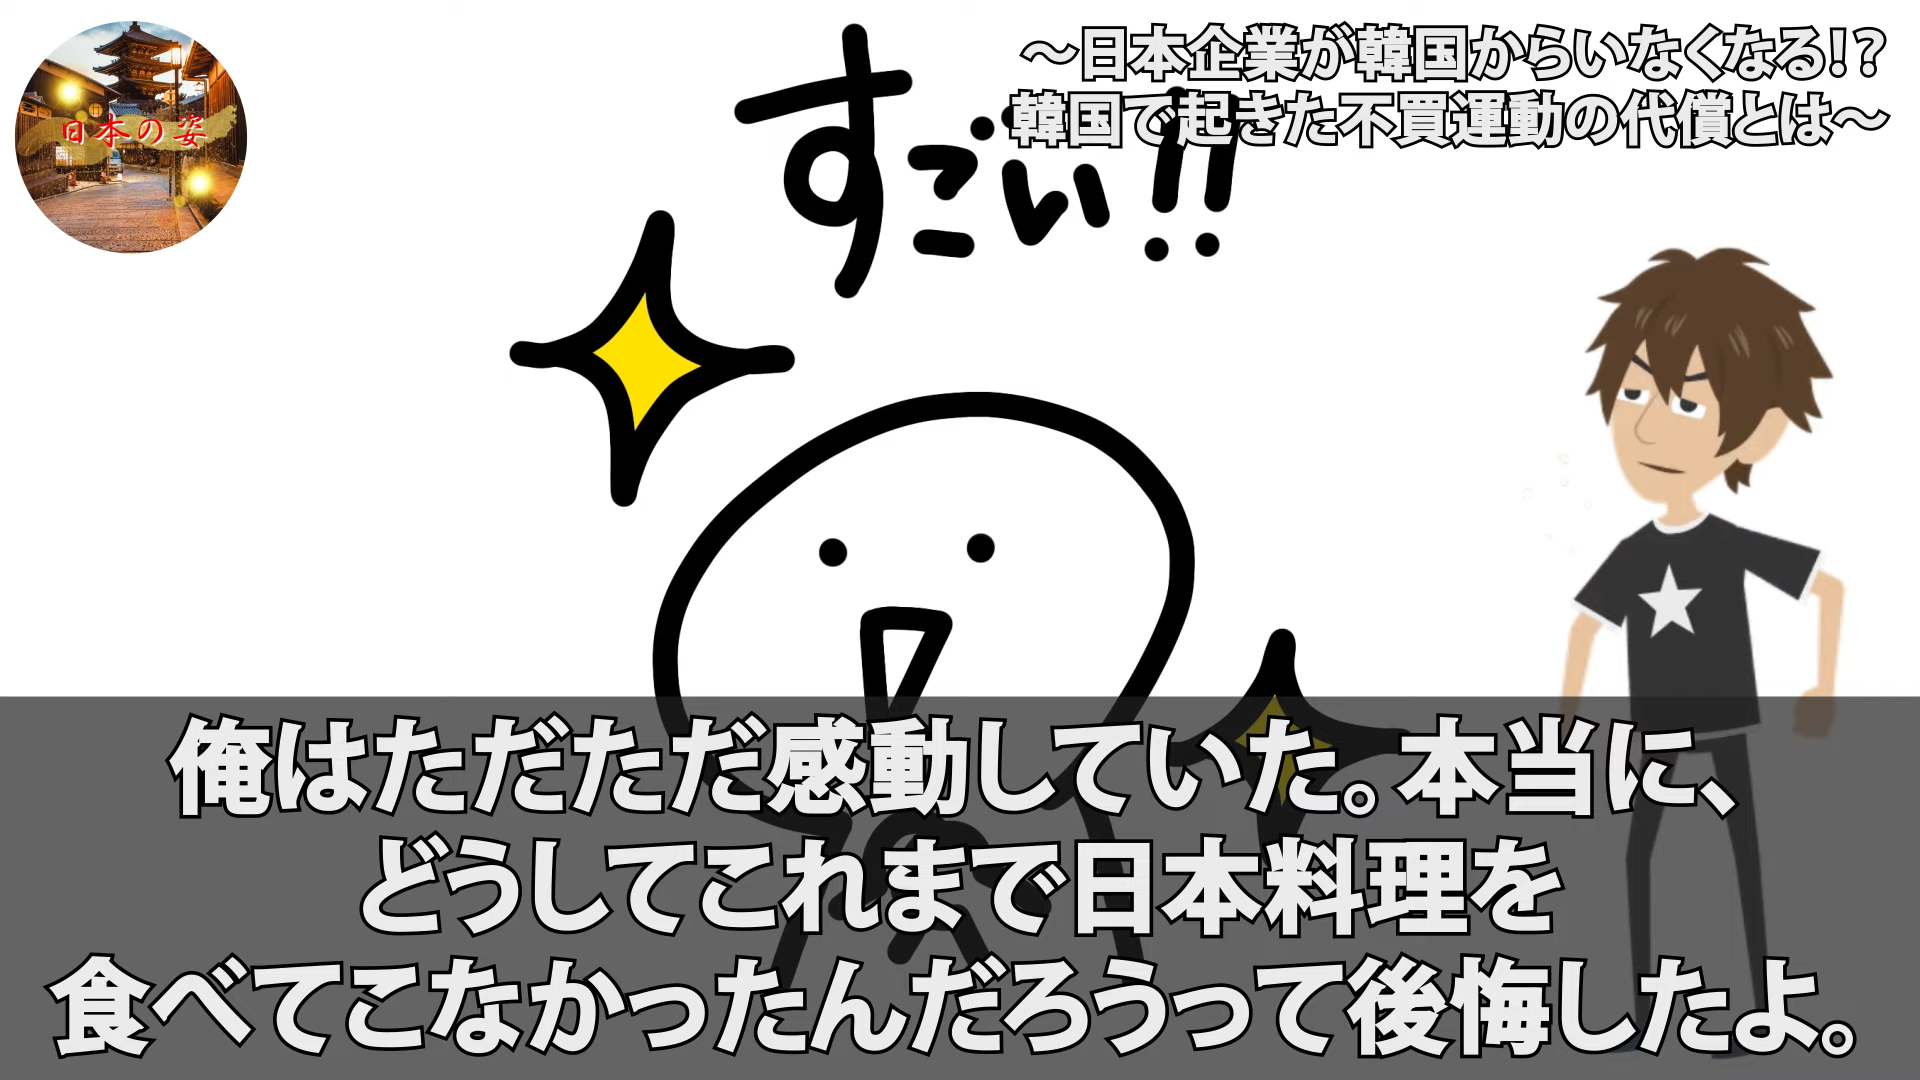 日本の姿
～日本企業が韓国からいなくなる!?
韓国で起きた不買運動の代償とは～
すごい!!
俺はただただ感動していた。本当に、
どうしてこれまで日本料理を
食べてこなかったんだろうって後悔したよ。